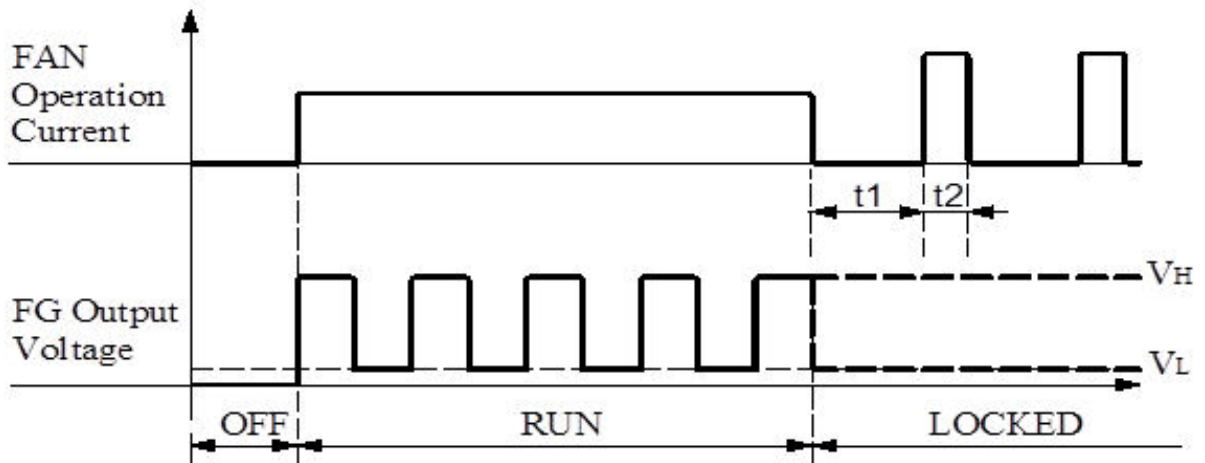 FAN
Operation
Current
t1
t2
FG Output
Voltage
VH
VL
OFF
RUN
LOCKED